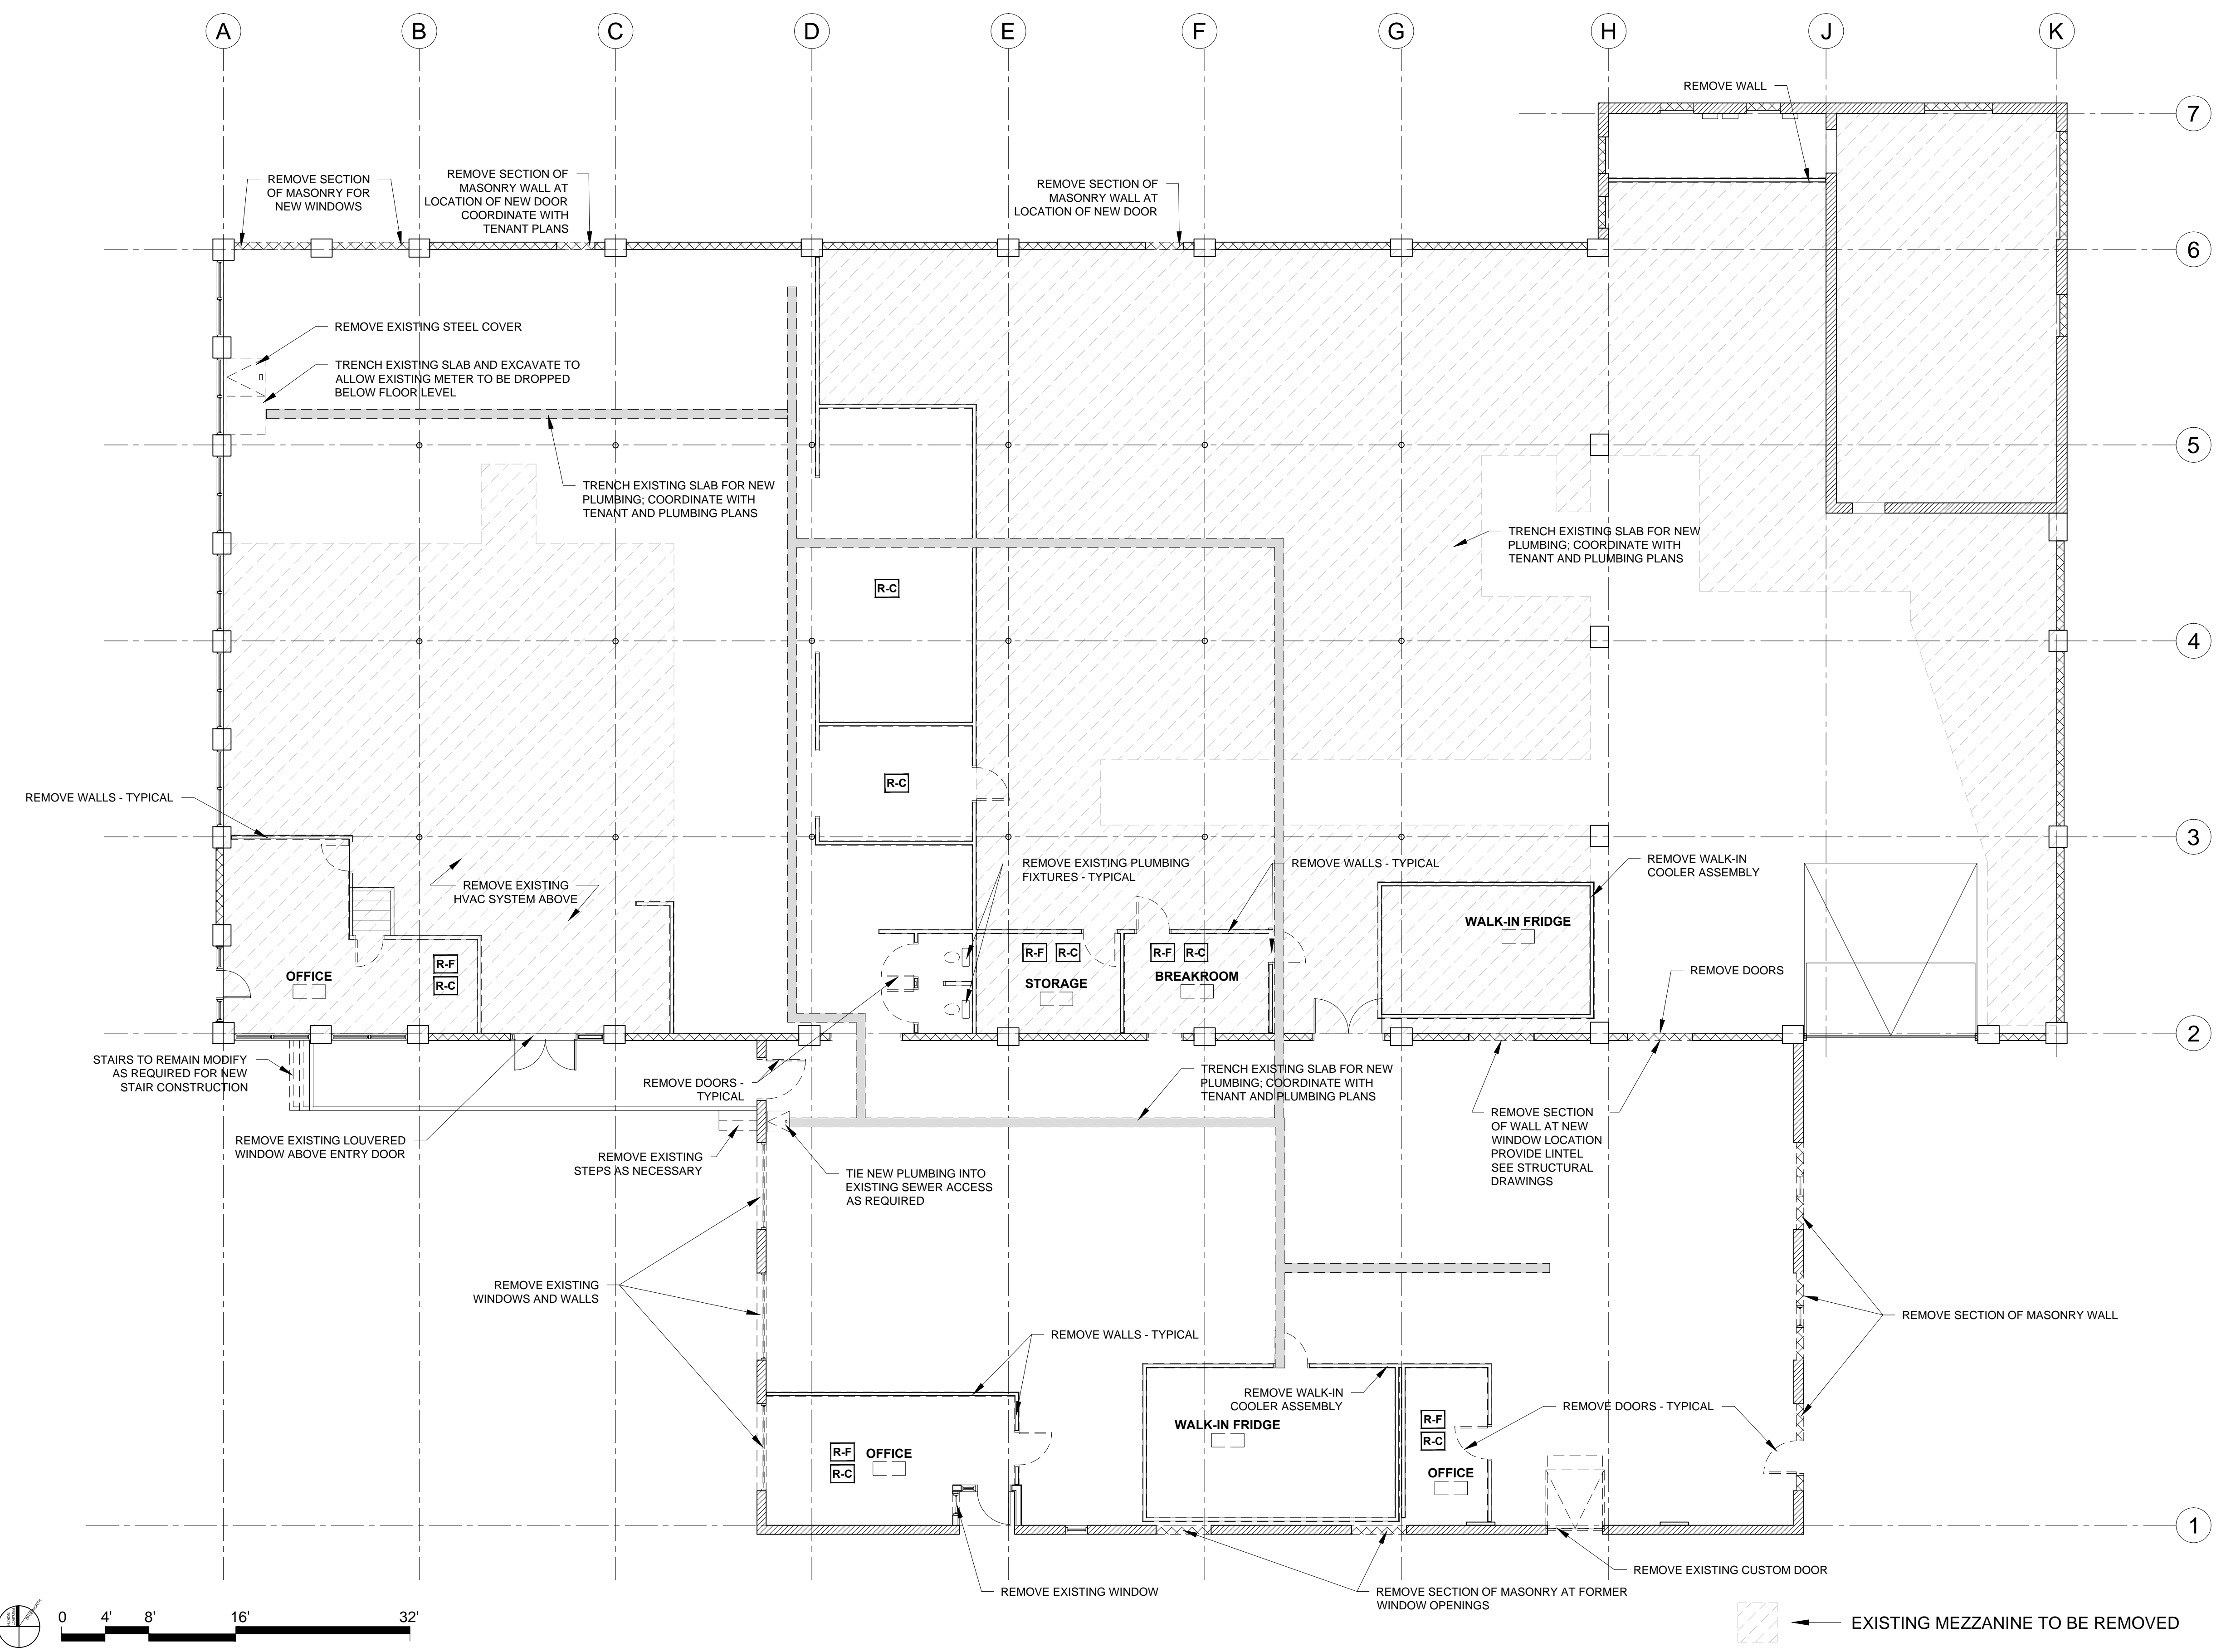 A
B
C
D
E
F
G
H
J
K
REMOVE WALL
7
REMOVE SECTION
OF MASONRY FOR
NEW WINDOWS
REMOVE SECTION OF
MASONRY WALL AT
LOCATION OF NEW DOOR
COORDINATE WITH
TENANT PLANS
REMOVE SECTION OF
MASONRY WALL AT
LOCATION OF NEW DOOR
6
REMOVE EXISTING STEEL COVER
TRENCH EXISTING SLAB AND EXCAVATE TO
ALLOW EXISTING METER TO BE DROPPED
BELOW FLOOR LEVEL
5
TRENCH EXISTING SLAB FOR NEW
PLUMBING; COORDINATE WITH
TENANT AND PLUMBING PLANS
TRENCH EXISTING SLAB FOR NEW
PLUMBING; COORDINATE WITH
TENANT AND PLUMBING PLANS
R-C
4
R-C
REMOVE WALLS - TYPICAL
3
REMOVE EXISTING
HVAC SYSTEM ABOVE
REMOVE EXISTING PLUMBING
FIXTURES - TYPICAL
REMOVE WALLS - TYPICAL
REMOVE WALK-IN
COOLER ASSEMBLY
WALK-IN FRIDGE
R-F
R-C
OFFICE
R-F R-C
STORAGE
R-F R-C
BREAKROOM
REMOVE DOORS
2
STAIRS TO REMAIN MODIFY
AS REQUIRED FOR NEW
STAIR CONSTRUCTION
REMOVE DOORS -
TYPICAL
TRENCH EXISTING SLAB FOR NEW
PLUMBING; COORDINATE WITH
TENANT AND PLUMBING PLANS
REMOVE SECTION
OF WALL AT NEW
WINDOW LOCATION
PROVIDE LINTEL
SEE STRUCTURAL
DRAWINGS
REMOVE EXISTING LOUVERED
WINDOW ABOVE ENTRY DOOR
REMOVE EXISTING
STEPS AS NECESSARY
TIE NEW PLUMBING INTO
EXISTING SEWER ACCESS
AS REQUIRED
REMOVE EXISTING
WINDOWS AND WALLS
REMOVE SECTION OF MASONRY WALL
REMOVE WALLS - TYPICAL
REMOVE WALK-IN
COOLER ASSEMBLY
WALK-IN FRIDGE
REMOVE DOORS - TYPICAL
R-F
R-C
OFFICE
R-F
R-C
OFFICE
1
REMOVE EXISTING CUSTOM DOOR
REMOVE EXISTING WINDOW
REMOVE SECTION OF MASONRY AT FORMER
WINDOW OPENINGS
0 4' 8' 16' 32'
EXISTING MEZZANINE TO BE REMOVED